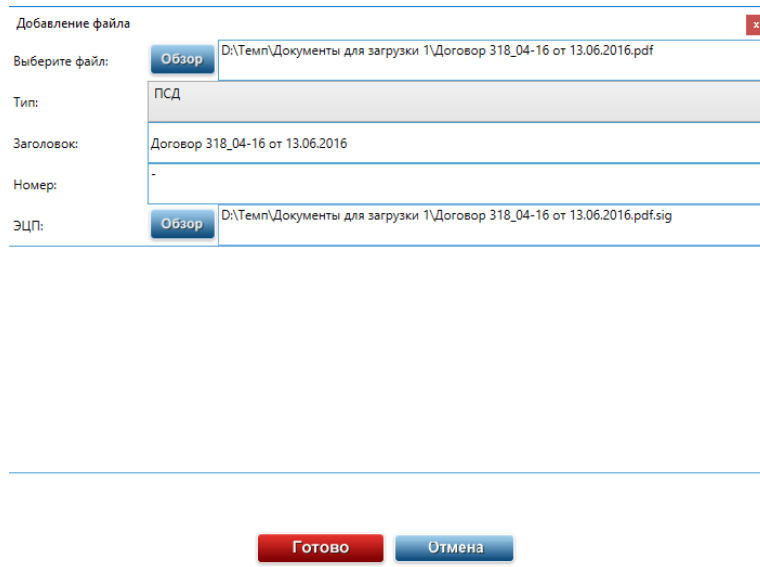 Добавление файла
x
Выберите файл:
Обзор
D:\Темп\Документы для загрузки 1\Договор 318_04-16 от 13.06.2016.pdf
Тип:
ПСД
Заголовок:
Договор 318_04-16 от 13.06.2016
Номер:
-
ЭЦП:
Обзор
D:\Темп\Документы для загрузки 1\Договор 318_04-16 от 13.06.2016.pdf.sig
Готово
Отмена